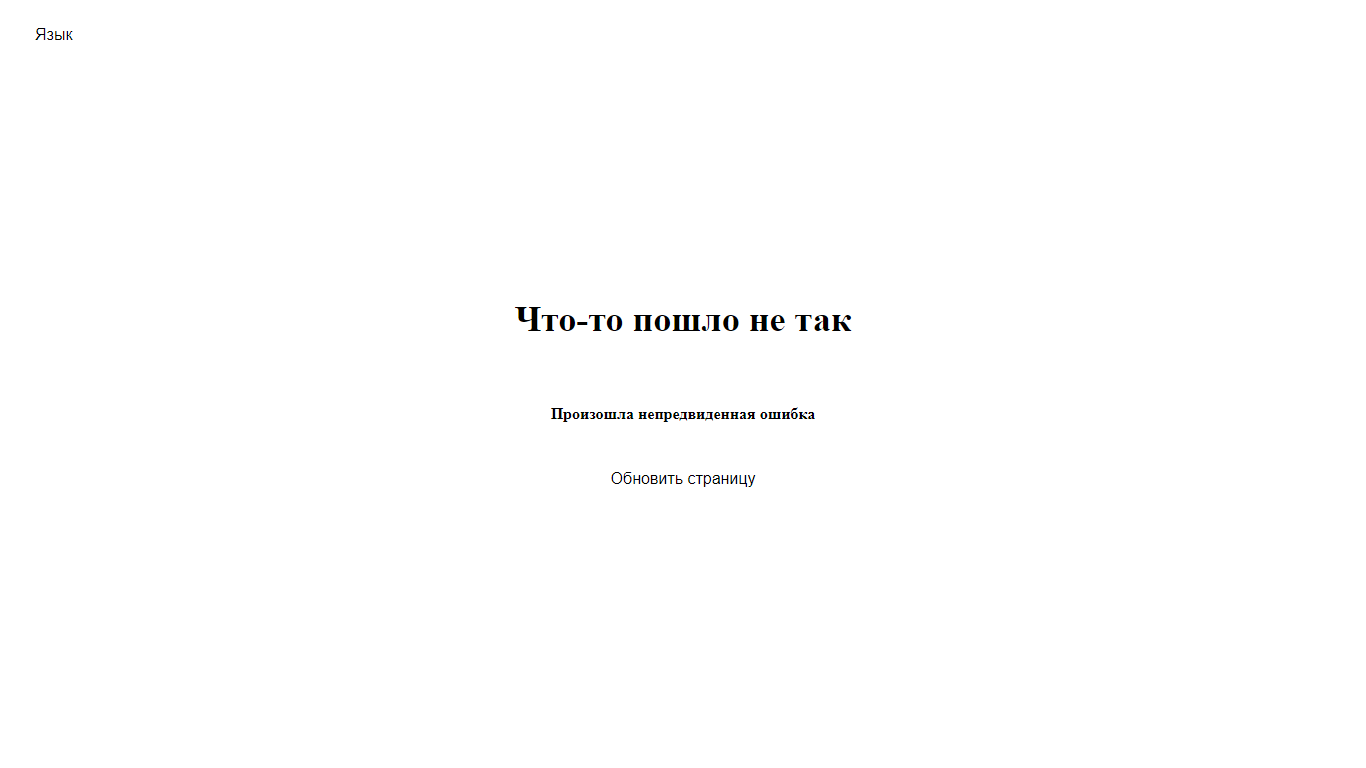 Язык
Что-то пошло не так
Произошла непредвиденная ошибка
Обновить страницу